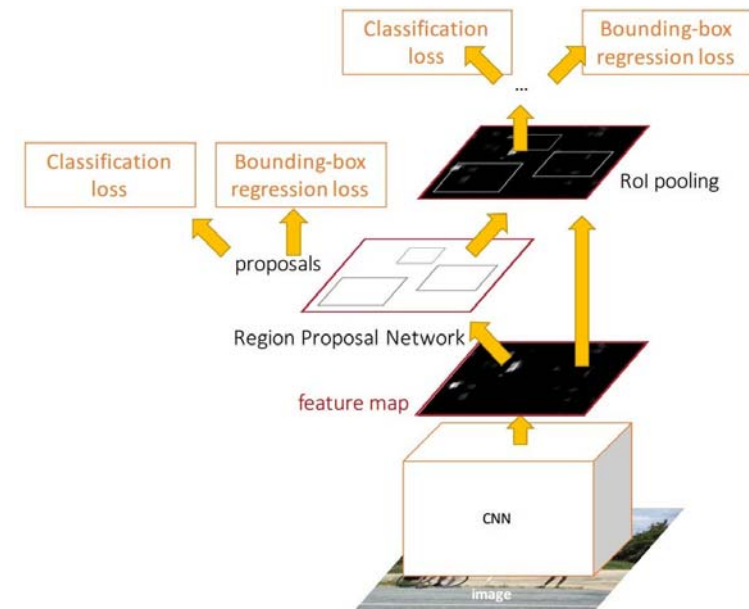 Classification
loss
Bounding-box
regression loss
...
Classification
loss
Bounding-box
regression loss
RoI pooling
proposals
Region Proposal Network
feature map
CNN
image